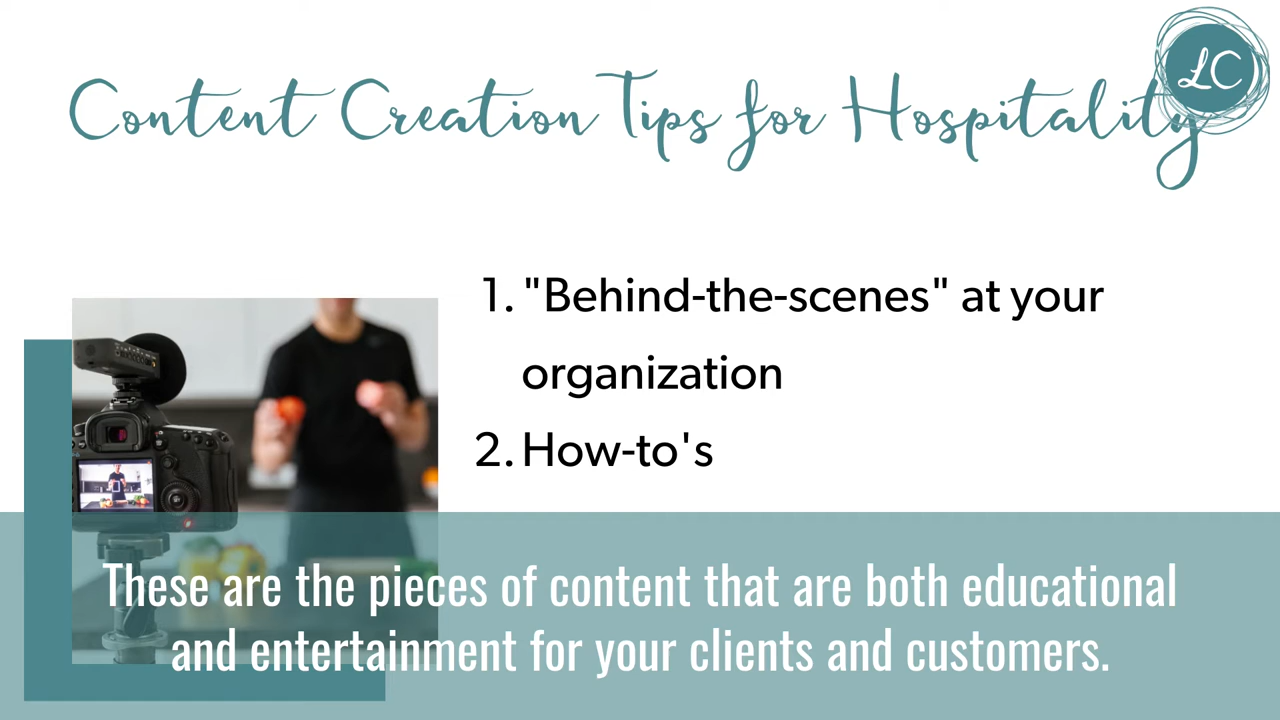 Content Creation Tips for Hospitality
LC
1. "Behind-the-scenes" at your
organization
2. How-to's
These are the pieces of content that are both educational
and entertainment for your clients and customers.